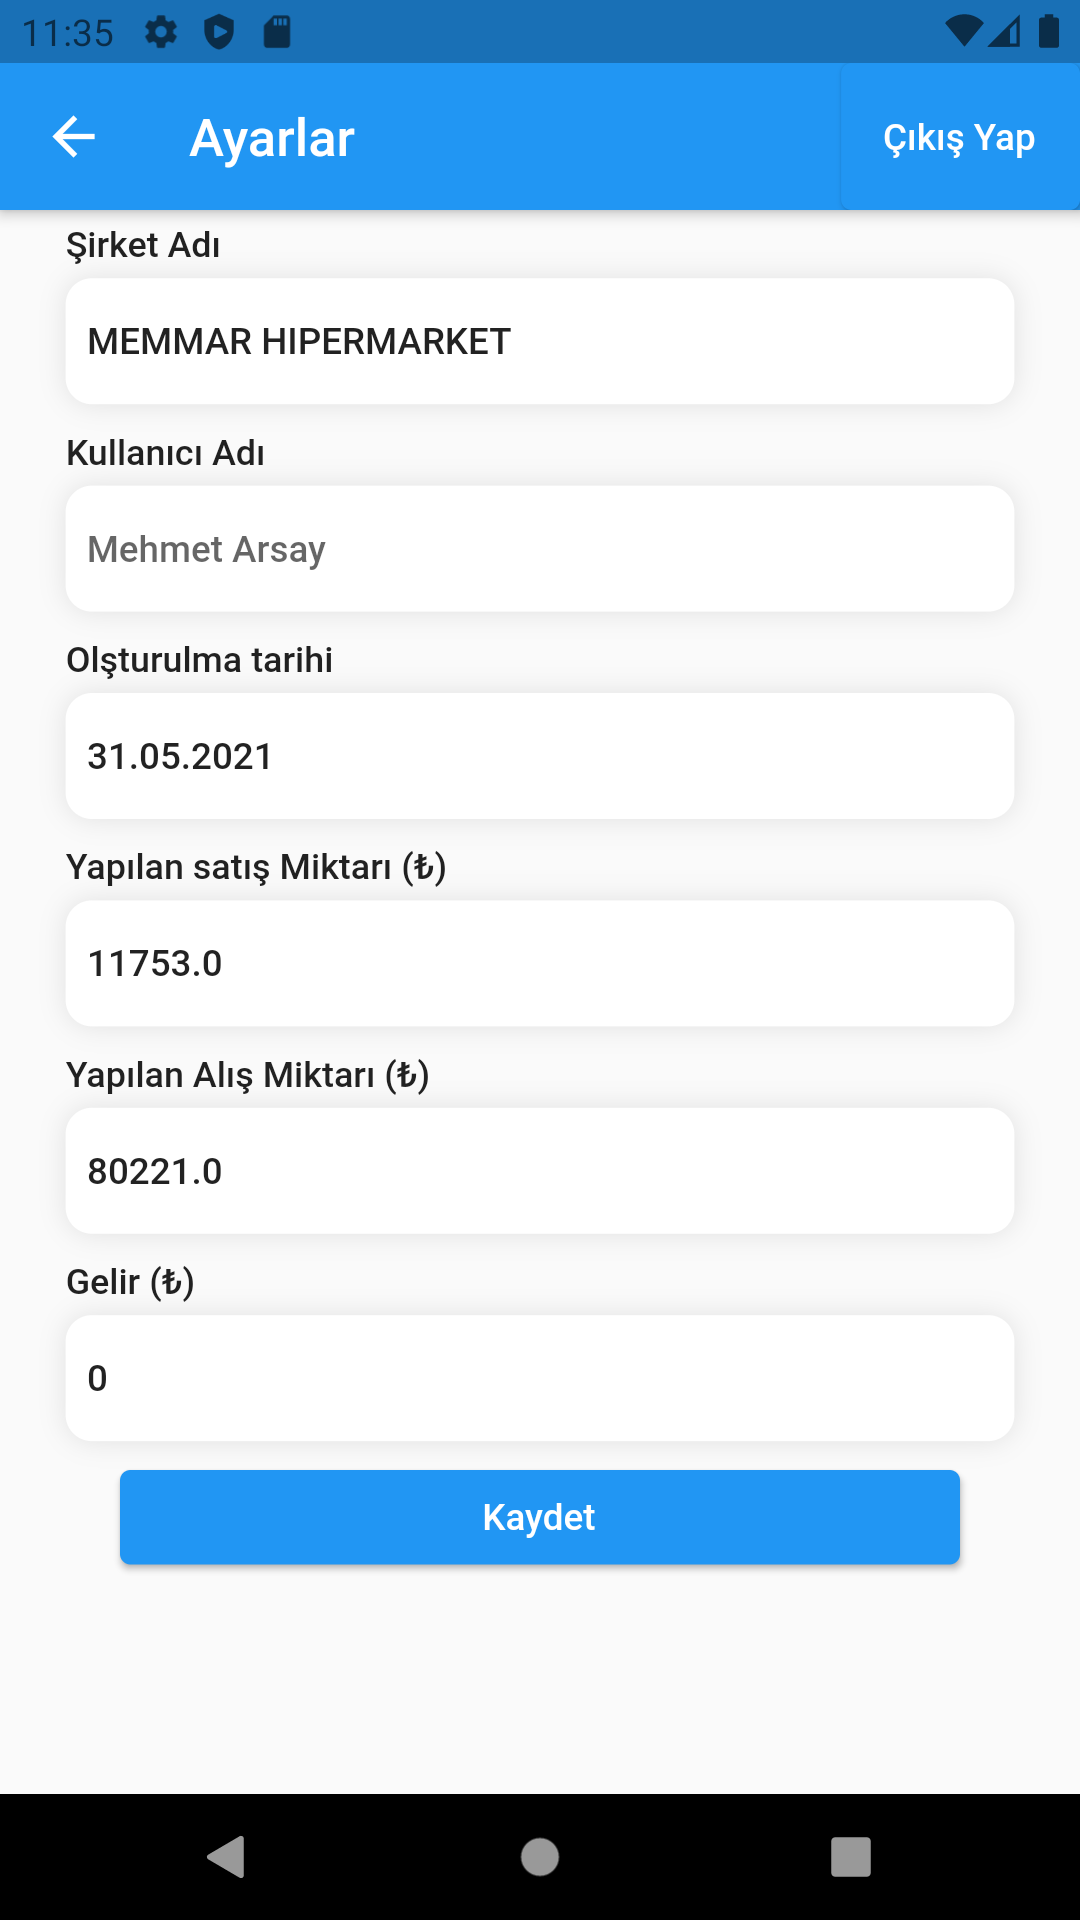 11:35
Ayarlar
Çıkış Yap
Şirket Adı
MEMMAR HIPERMARKET
Kullanıcı Adı
Mehmet Arsay
Olşturulma tarihi
31.05.2021
Yapılan satış Miktarı (₺)
11753.0
Yapılan Alış Miktarı (₺)
80221.0
Gelir (₺)
0
Kaydet